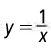 y = 1/x